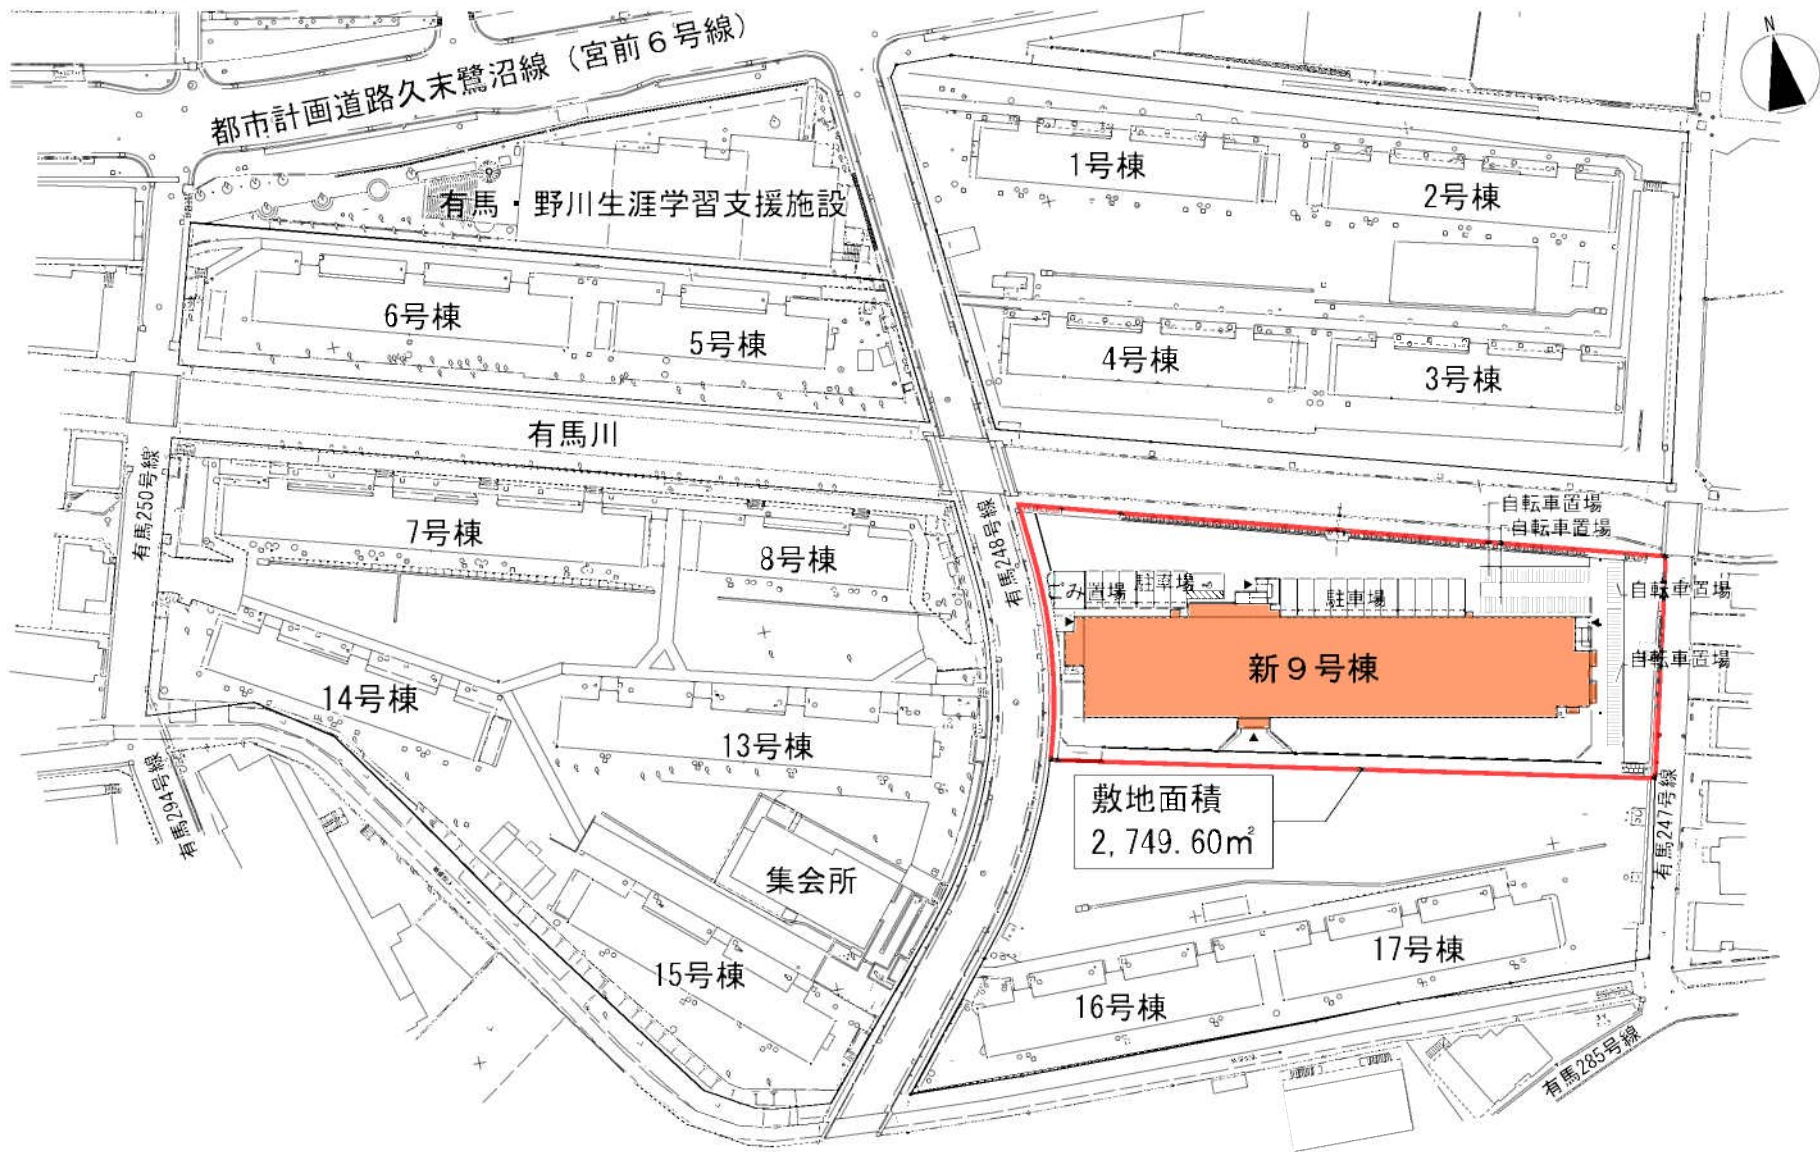 N
都市計画道路久末鷺沼線（宮前６号線）
有馬・野川生涯学習支援施設
1号棟
2号棟
6号棟
5号棟
4号棟
3号棟
有馬川
有馬250号線
7号棟
8号棟
有馬248号線
自転車置場
自転車置場
ごみ置場
駐車場
駐車場
自転車置場
新９号棟
自転車置場
14号棟
13号棟
有馬294号線
敷地面積
2,749.60㎡
有馬247号線
集会所
15号棟
16号棟
17号棟
有馬285号線